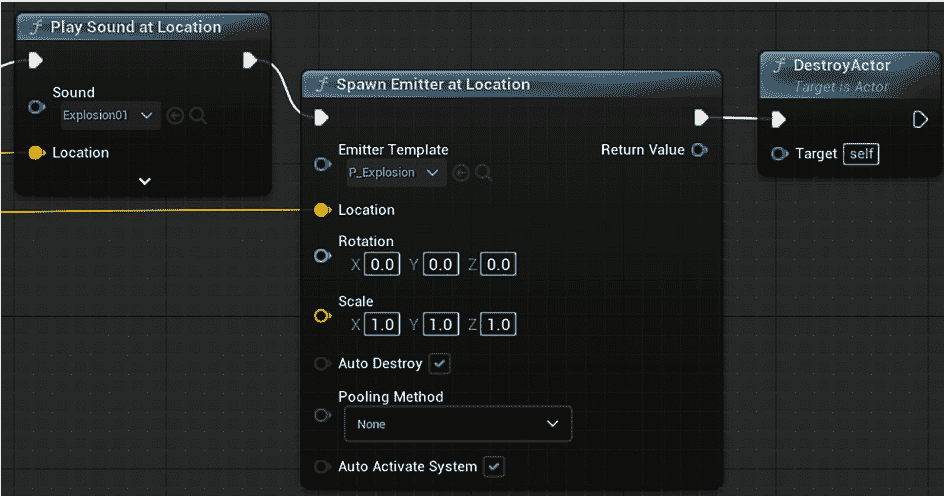 f Play Sound at Location
Sound
Explosion01
Location
f Spawn Emitter at Location
Emitter Template
P_Explosion
Return Value
Location
Rotation
X 0.0 Y 0.0 Z 0.0
Scale
X 1.0 Y 1.0 Z 1.0
Auto Destroy
Pooling Method
None
Auto Activate System
f DestroyActor
Target is Actor
Target self